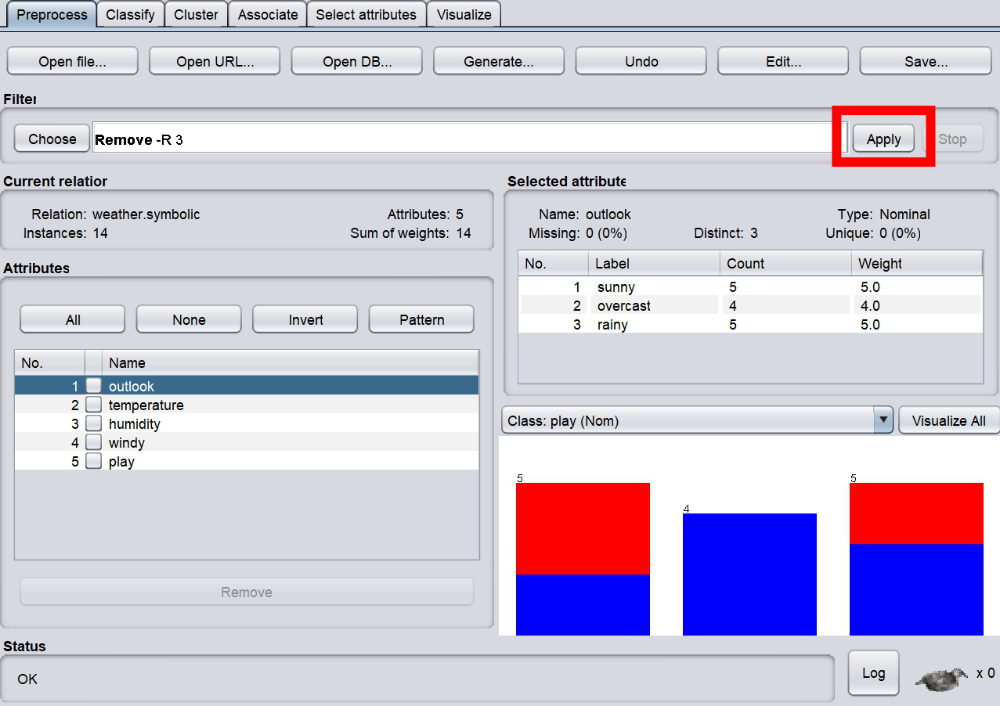 Preprocess Classify Cluster Associate Select attributes Visualize
Open file... Open URL... Open DB... Generate... Undo Edit... Save...
Filter
Choose Remove -R 3 Apply Stop
Current relation
Relation: weather.symbolic Attributes: 5
Instances: 14 Sum of weights: 14
Attributes
All None Invert Pattern
No. Name
1 outlook
2 temperature
3 humidity
4 windy
5 play
Remove
Selected attribute
Name: outlook Type: Nominal
Missing: 0 (0%) Distinct: 3 Unique: 0 (0%)
No. Label Count Weight
1 sunny 5 5.0
2 overcast 4 4.0
3 rainy 5 5.0
Class: play (Nom) Visualize All
5 4 5
Status
OK Log x 0